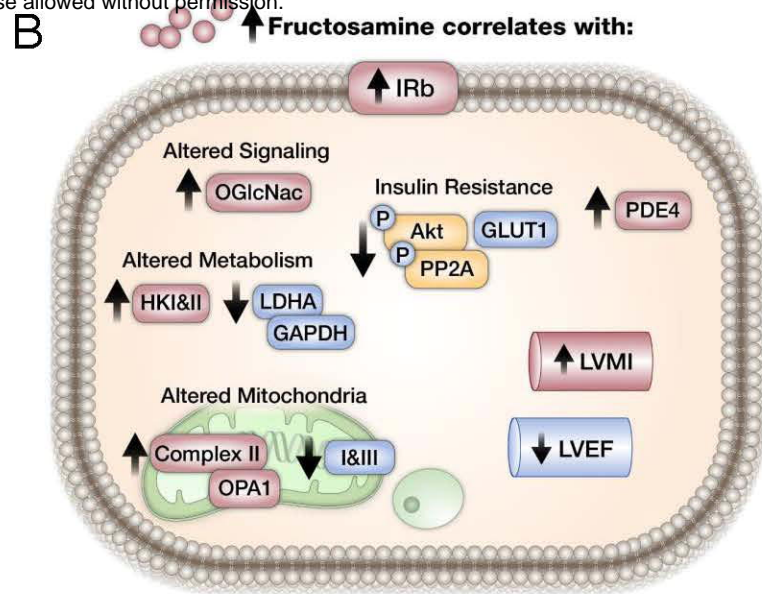 se allowed without permission.
B
Fructosamine correlates with:
IRb
Altered Signaling
OGlcNac
Insulin Resistance
P
Akt
GLUT1
P
PP2A
PDE4
Altered Metabolism
HKI&II
LDHA
GAPDH
LVMI
Altered Mitochondria
Complex II
I&III
OPA1
LVEF